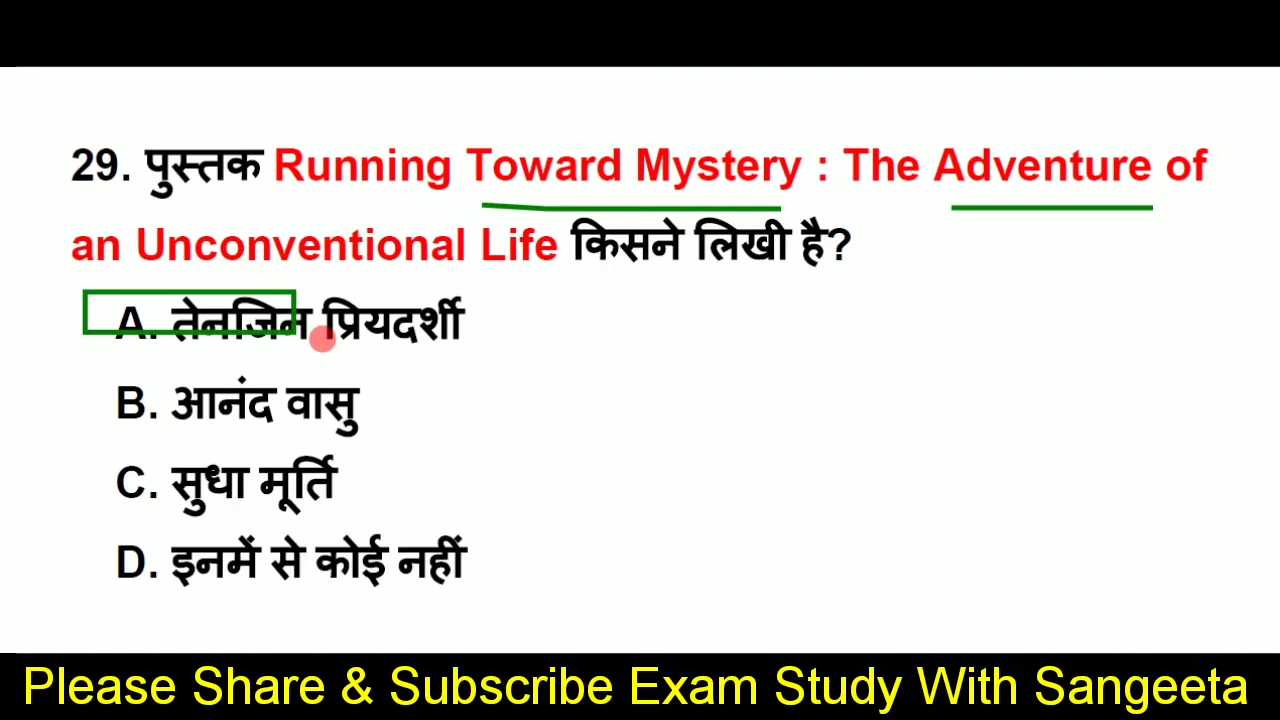 29. पुस्तक Running Toward Mystery : The Adventure of
an Unconventional Life किसने लिखी है?
A. तेनजिन प्रियदर्शी
B. आनंद वासु
C. सुधा मूर्ति
D. इनमें से कोई नहीं
Please Share & Subscribe Exam Study With Sangeeta